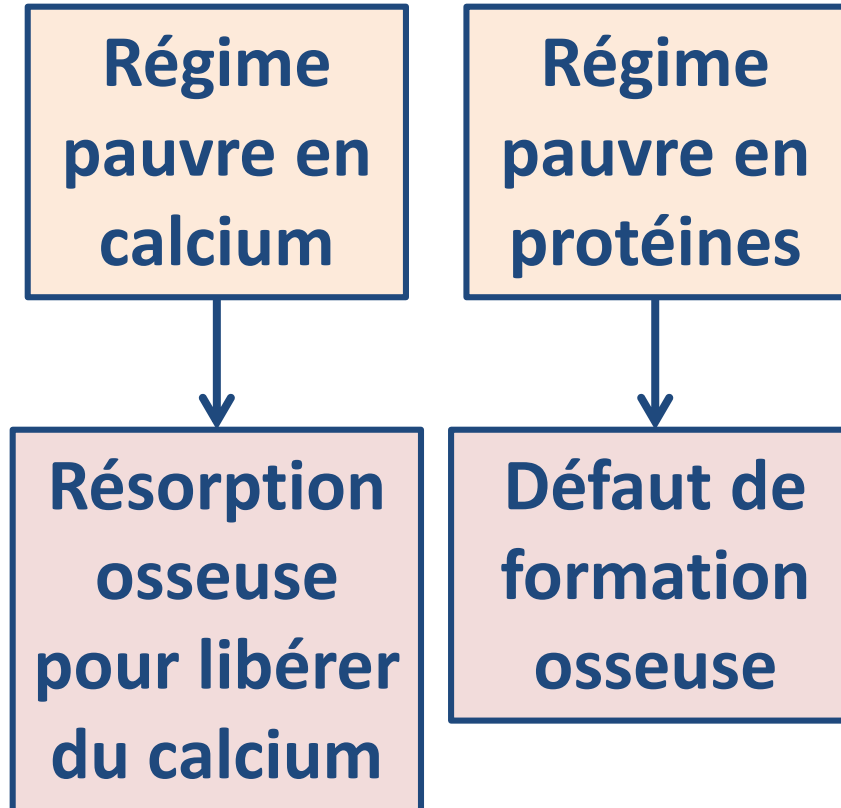 Régime
pauvre en
calcium
Régime
pauvre en
protéines
Résorption
osseuse
pour libérer
du calcium
Défaut de
formation
osseuse